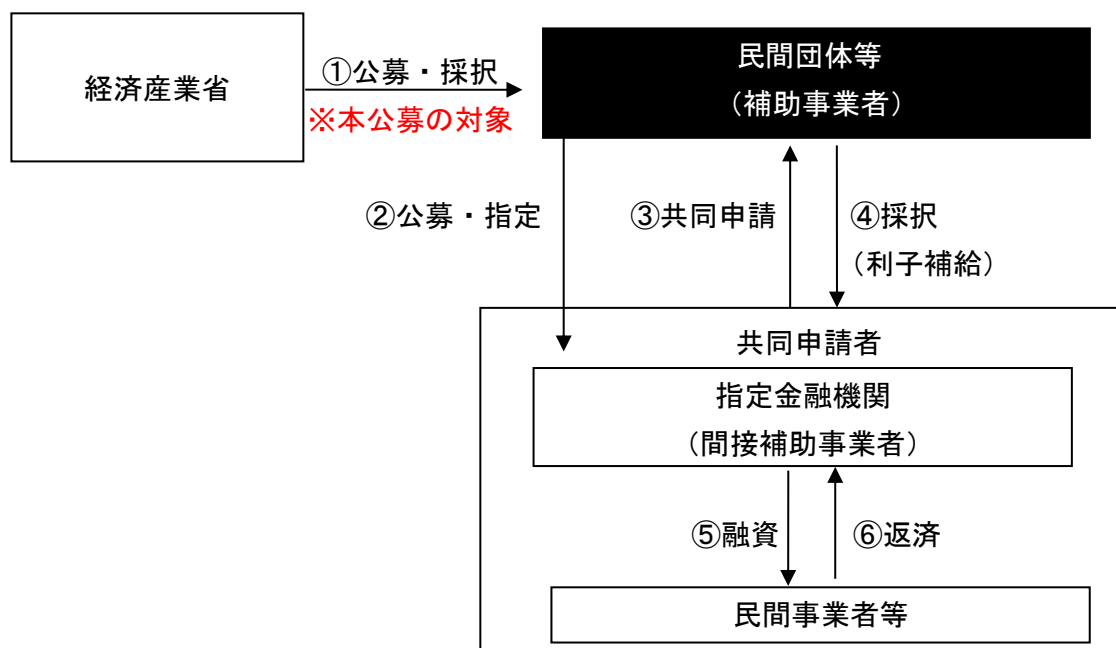 経済産業省
①公募・採択
※本公募の対象
民間団体等
（補助事業者）
②公募・指定
③共同申請
④採択
（利子補給）
共同申請者
指定金融機関
（間接補助事業者）
⑤融資
⑥返済
民間事業者等